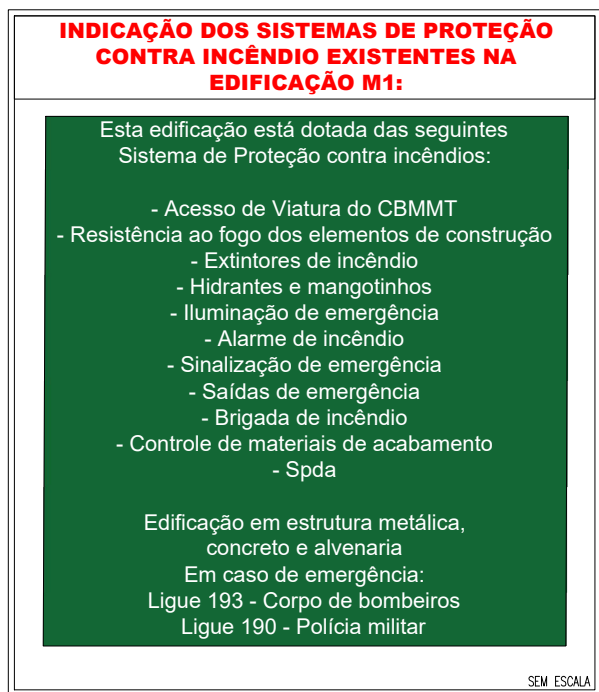 INDICAÇÃO DOS SISTEMAS DE PROTEÇÃO
CONTRA INCÊNDIO EXISTENTES NA
EDIFICAÇÃO M1:
Esta edificação está dotada das seguintes
Sistema de Proteção contra incêndios:
- Acesso de Viatura do CBMMT
- Resistência ao fogo dos elementos de construção
- Extintores de incêndio
- Hidrantes e mangotinhos
- Iluminação de emergência
- Alarme de incêndio
- Sinalização de emergência
- Saídas de emergência
- Brigada de incêndio
- Controle de materiais de acabamento
- Spda
Edificação em estrutura metálica,
concreto e alvenaria
Em caso de emergência:
Ligue 193 - Corpo de bombeiros
Ligue 190 - Polícia militar
SEM ESCALA